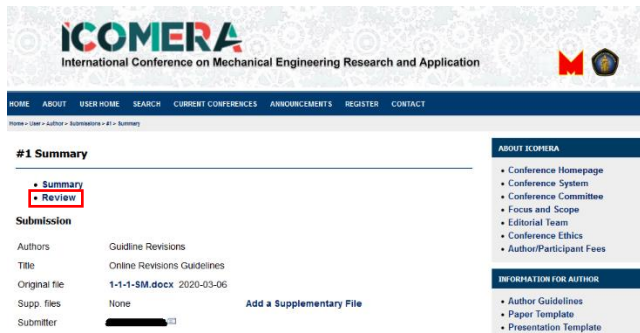 iCOMERA
International Conference on Mechanical Engineering Research and Application
M
HOME ABOUT USER HOME SEARCH CURRENT CONFERENCES ANNOUNCEMENTS REGISTER CONTACT
Home > User > Author > Submissions > #1 > Summary
#1 Summary
• Summary
• Review
Submission
Authors Guidline Revisions
Title Online Revisions Guidelines
Original file 1-1-1-SM.docx 2020-03-06
Supp. files None Add a Supplementary File
Submitter
ABOUT ICOMERA
• Conference Homepage
• Conference System
• Conference Committee
• Focus and Scope
• Editorial Team
• Conference Ethics
• Author/Participant Fees
INFORMATION FOR AUTHOR
• Author Guidelines
• Paper Template
• Presentation Template